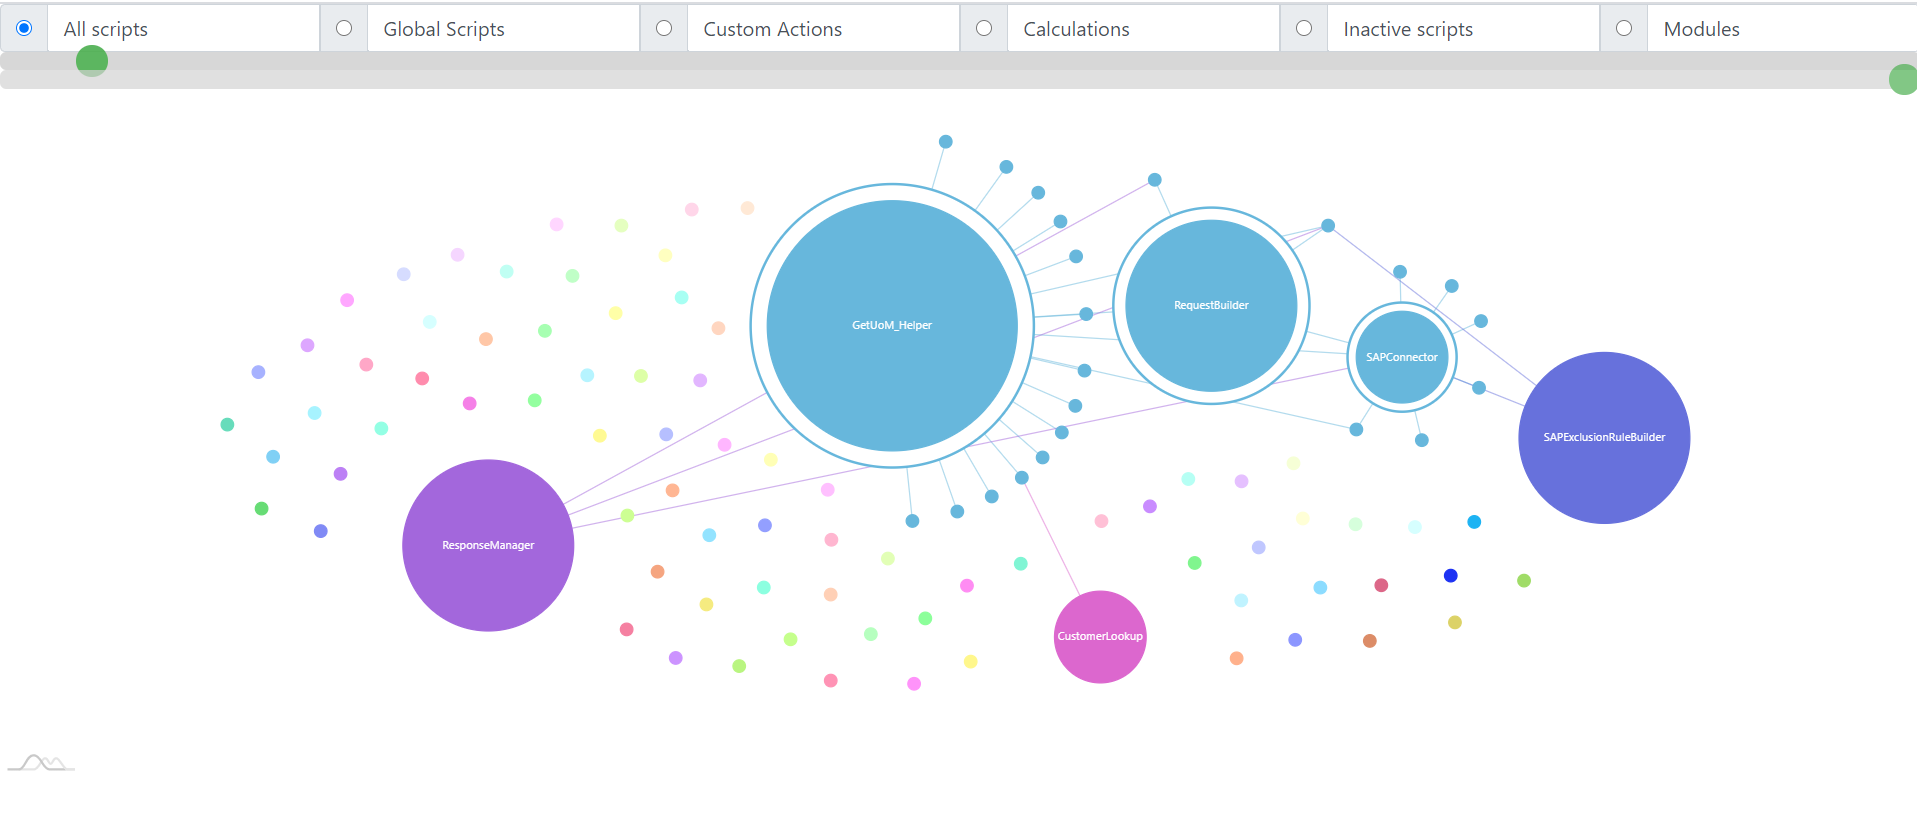 All scripts
Global Scripts
Custom Actions
Calculations
Inactive scripts
Modules
GetUoM_Helper
RequestBuilder
SAPConnector
SAPExclusionRuleBuilder
ResponseManager
CustomerLookup